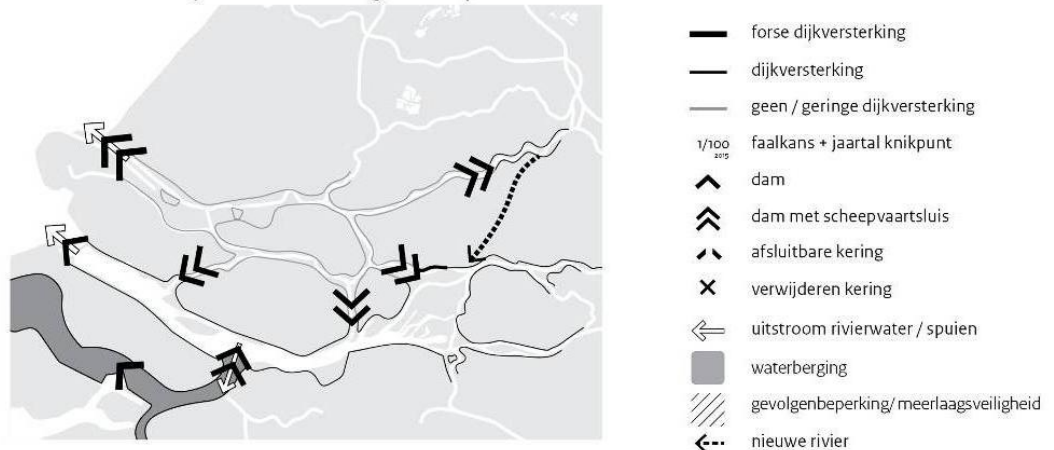 forse dijkversterking
dijkversterking
geen / geringe dijkversterking
1/100 faalkans + jaartal knikpunt
2015
dam
dam met scheepvaartsluis
afsluitbare kering
verwijderen kering
uitstroom rivierwater / spuien
waterberging
gevolgenbeperking/ meerlaagsveiligheid
nieuwe rivier